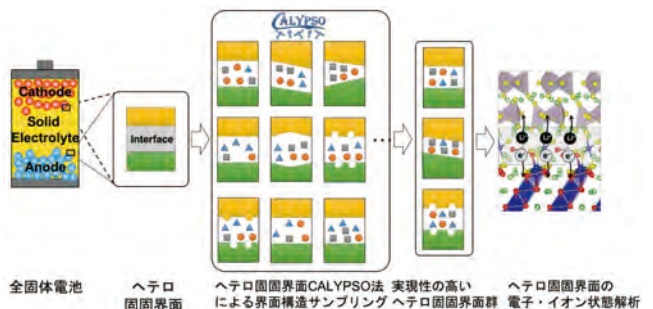 CALYPSO
Cathode
Solid
Electrolyte
Anode
Interface
Li⁺ Li⁺ Li⁺
e⁻ e⁻ e⁻
全固体電池
ヘテロ
固固界面
ヘテロ固固界面CALYPSO法
による界面構造サンプリング
実現性の高い
ヘテロ固固界面群
ヘテロ固固界面の
電子・イオン状態解析